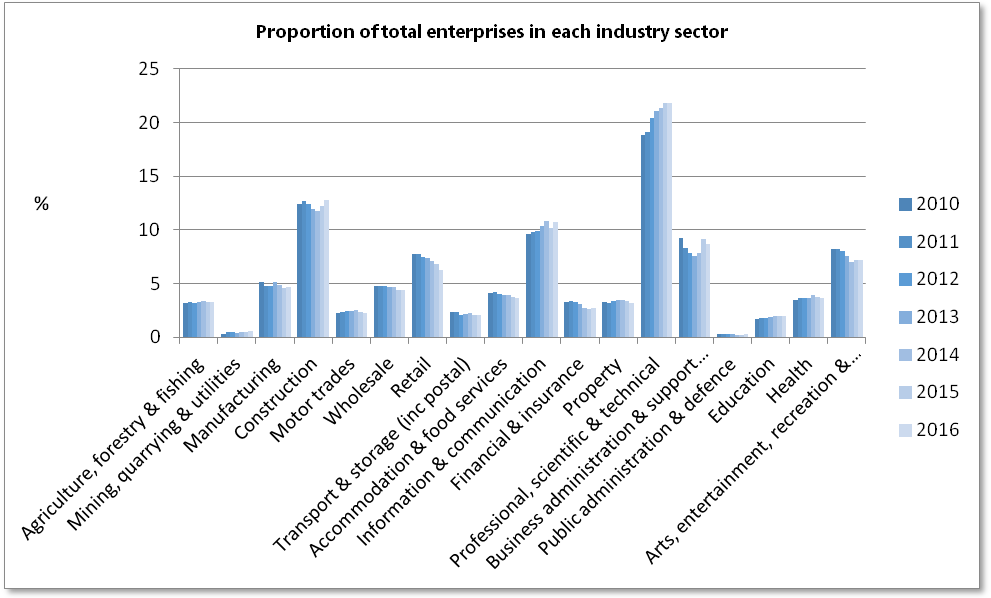 Proportion of total enterprises in each industry sector
25
20
15
10
5
0
%
2010
2011
2012
2013
2014
2015
2016
Agriculture, forestry & fishing
Mining, quarrying & utilities
Manufacturing
Construction
Motor trades
Wholesale
Retail
Transport & storage (inc postal)
Accommodation & food services
Information & communication
Financial & insurance
Property
Professional, scientific & technical
Business administration & support...
Public administration & defence
Education
Health
Arts, entertainment, recreation &...